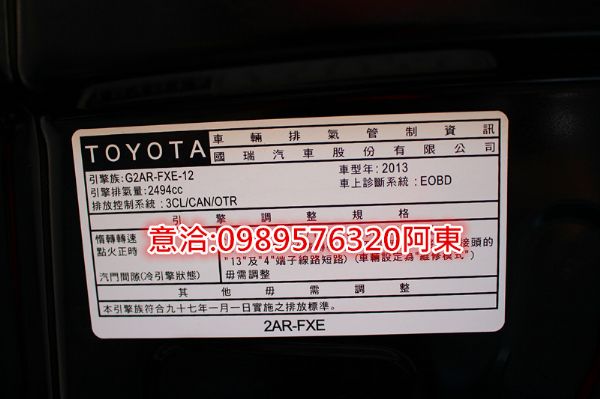 TOYOTA 車輛排氣管制資訊
國瑞汽車股份有限公司
引擎族:G2AR-FXE-12 車型年:2013
引擎排氣量:2494cc 車上診斷系統:EOBD
排放控制系統:3CL/CAN/OTR
引擎調整規格
惰轉轉速
點火正時
意洽:0989576320阿東
接頭的
"13"及"4"端子線路短路)(車輛設定為"維修模式")
汽門間隙(冷引擎狀態) 毋需調整
其他毋需調整
本引擎族符合九十七年一月一日實施之排放標準。
2AR-FXE